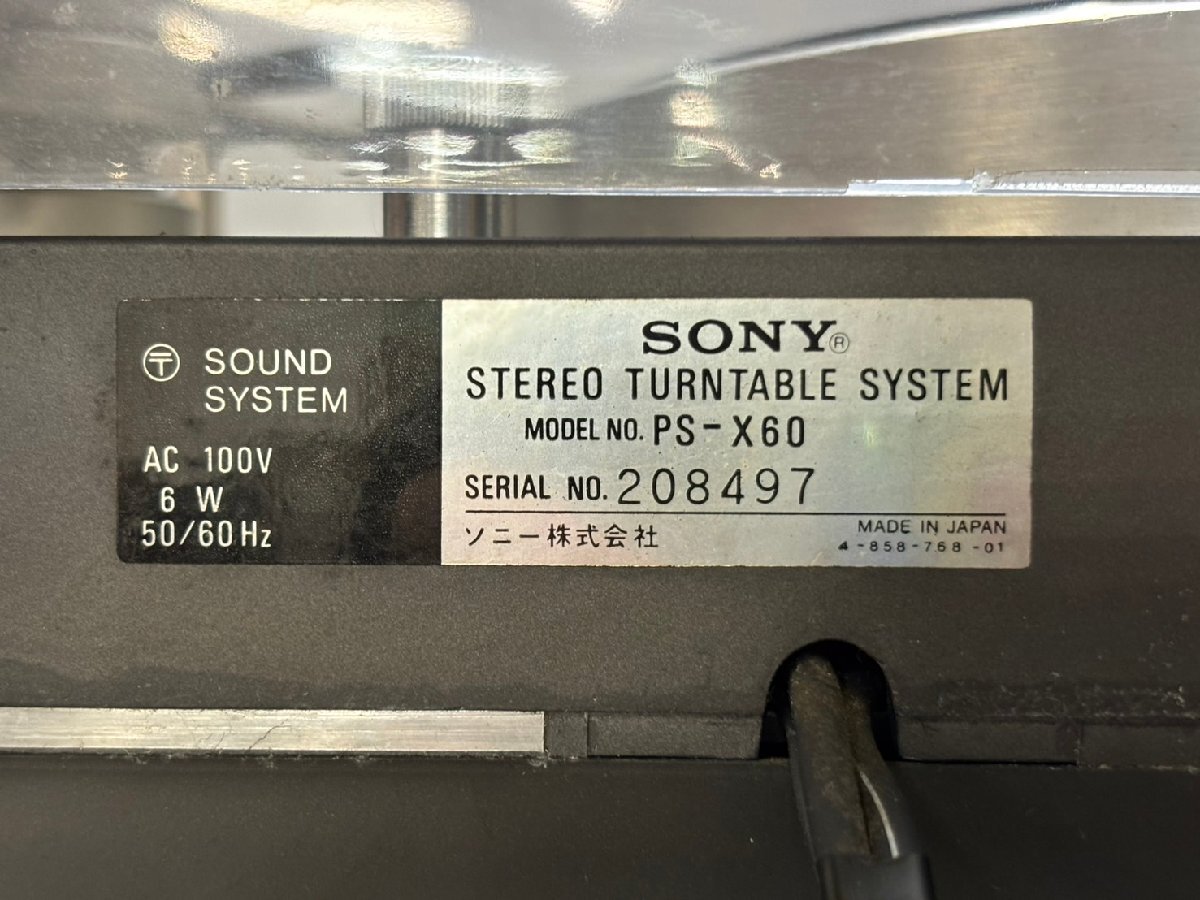 〒 SOUND
SYSTEM
AC 100V
6 W
50/60Hz
SONY®
STEREO TURNTABLE SYSTEM
MODEL NO. PS-X60
SERIAL NO. 208497
ソニー株式会社
MADE IN JAPAN
4-858-768-01